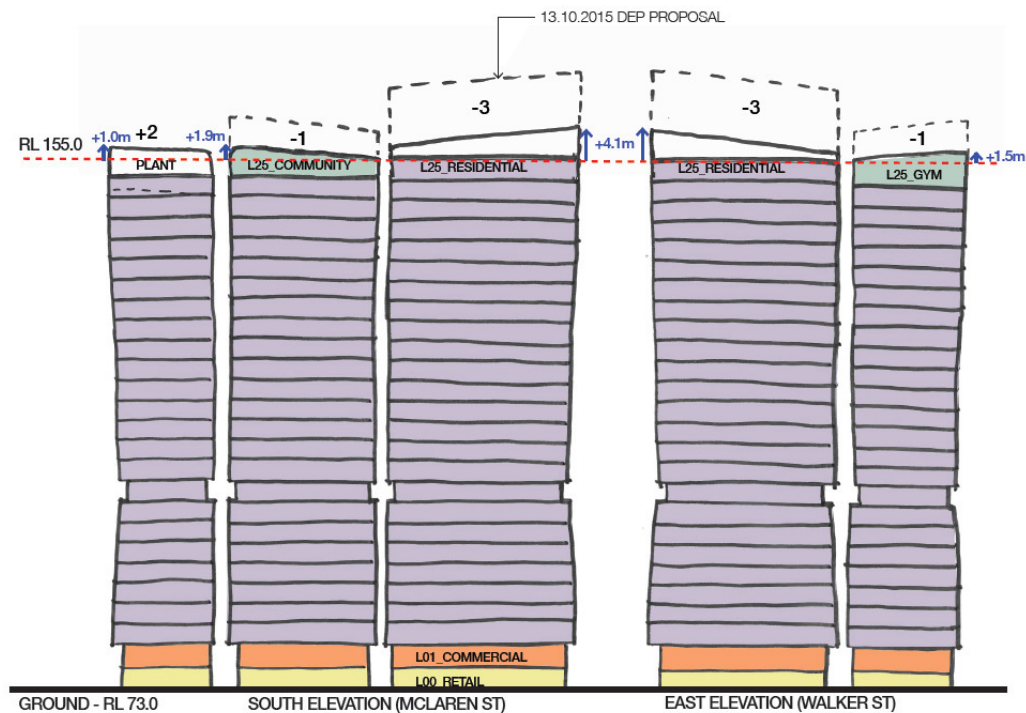 13.10.2015 DEP PROPOSAL
-3
-3
+2
-1
-1
RL 155.0
+1.0m
+1.9m
+4.1m
+1.5m
PLANT
L25_COMMUNITY
L25_RESIDENTIAL
L25_RESIDENTIAL
L25_GYM
L01_COMMERCIAL
L00_RETAIL
GROUND - RL 73.0
SOUTH ELEVATION (MCLAREN ST)
EAST ELEVATION (WALKER ST)